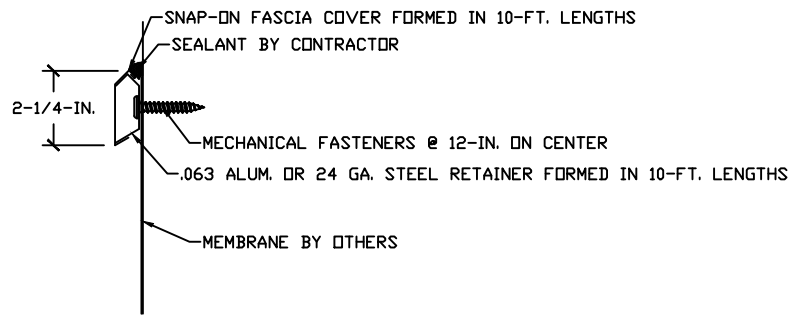 SNAP-ON FASCIA COVER FORMED IN 10-FT. LENGTHS
SEALANT BY CONTRACTOR
2-1/4-IN.
MECHANICAL FASTENERS @ 12-IN. ON CENTER
.063 ALUM. OR 24 GA. STEEL RETAINER FORMED IN 10-FT. LENGTHS
MEMBRANE BY OTHERS